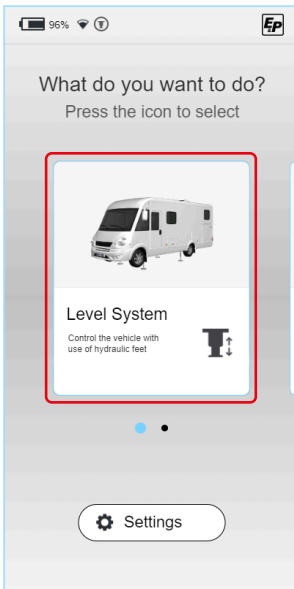 96%
EP
What do you want to do?
Press the icon to select
Level System
Control the vehicle with
use of hydraulic feet
Settings